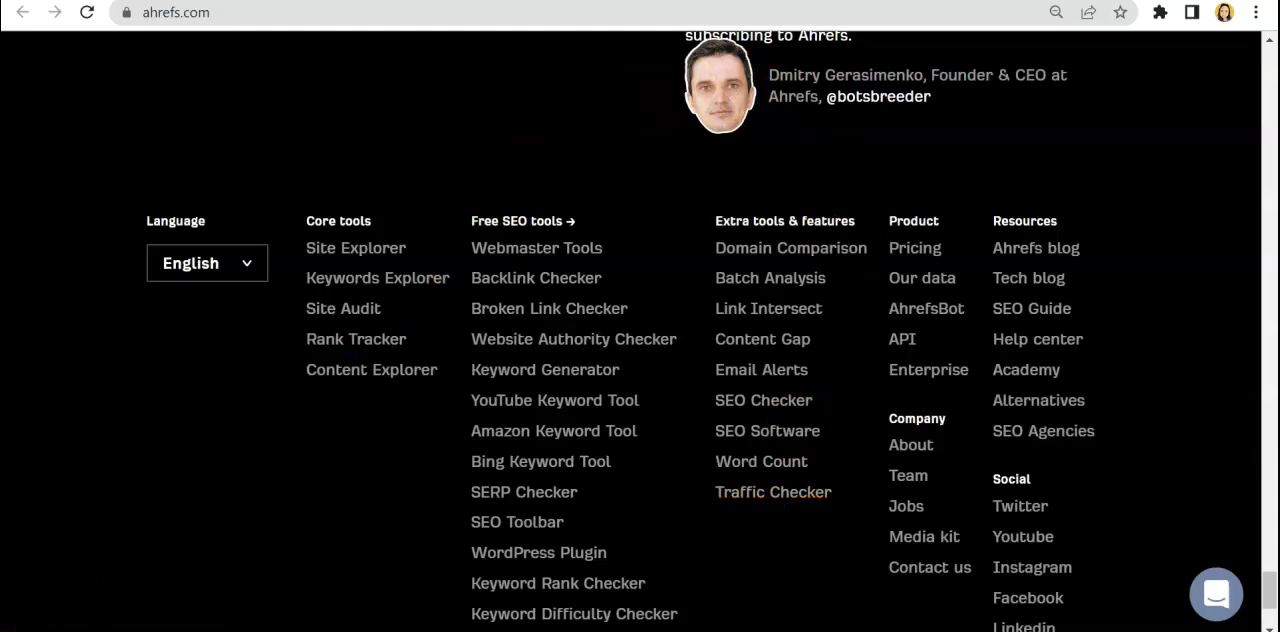 ahrefs.com
subscribing to Ahrefs.
Dmitry Gerasimenko, Founder & CEO at
Ahrefs, @botsbreeder
Language
English
Core tools
Site Explorer
Keywords Explorer
Site Audit
Rank Tracker
Content Explorer
Free SEO tools →
Webmaster Tools
Backlink Checker
Broken Link Checker
Website Authority Checker
Keyword Generator
YouTube Keyword Tool
Amazon Keyword Tool
Bing Keyword Tool
SERP Checker
SEO Toolbar
WordPress Plugin
Keyword Rank Checker
Keyword Difficulty Checker
Extra tools & features
Domain Comparison
Batch Analysis
Link Intersect
Content Gap
Email Alerts
SEO Checker
SEO Software
Word Count
Traffic Checker
Product
Pricing
Our data
AhrefsBot
API
Enterprise
Company
About
Team
Jobs
Media kit
Contact us
Resources
Ahrefs blog
Tech blog
SEO Guide
Help center
Academy
Alternatives
SEO Agencies
Social
Twitter
Youtube
Instagram
Facebook
Linkedin